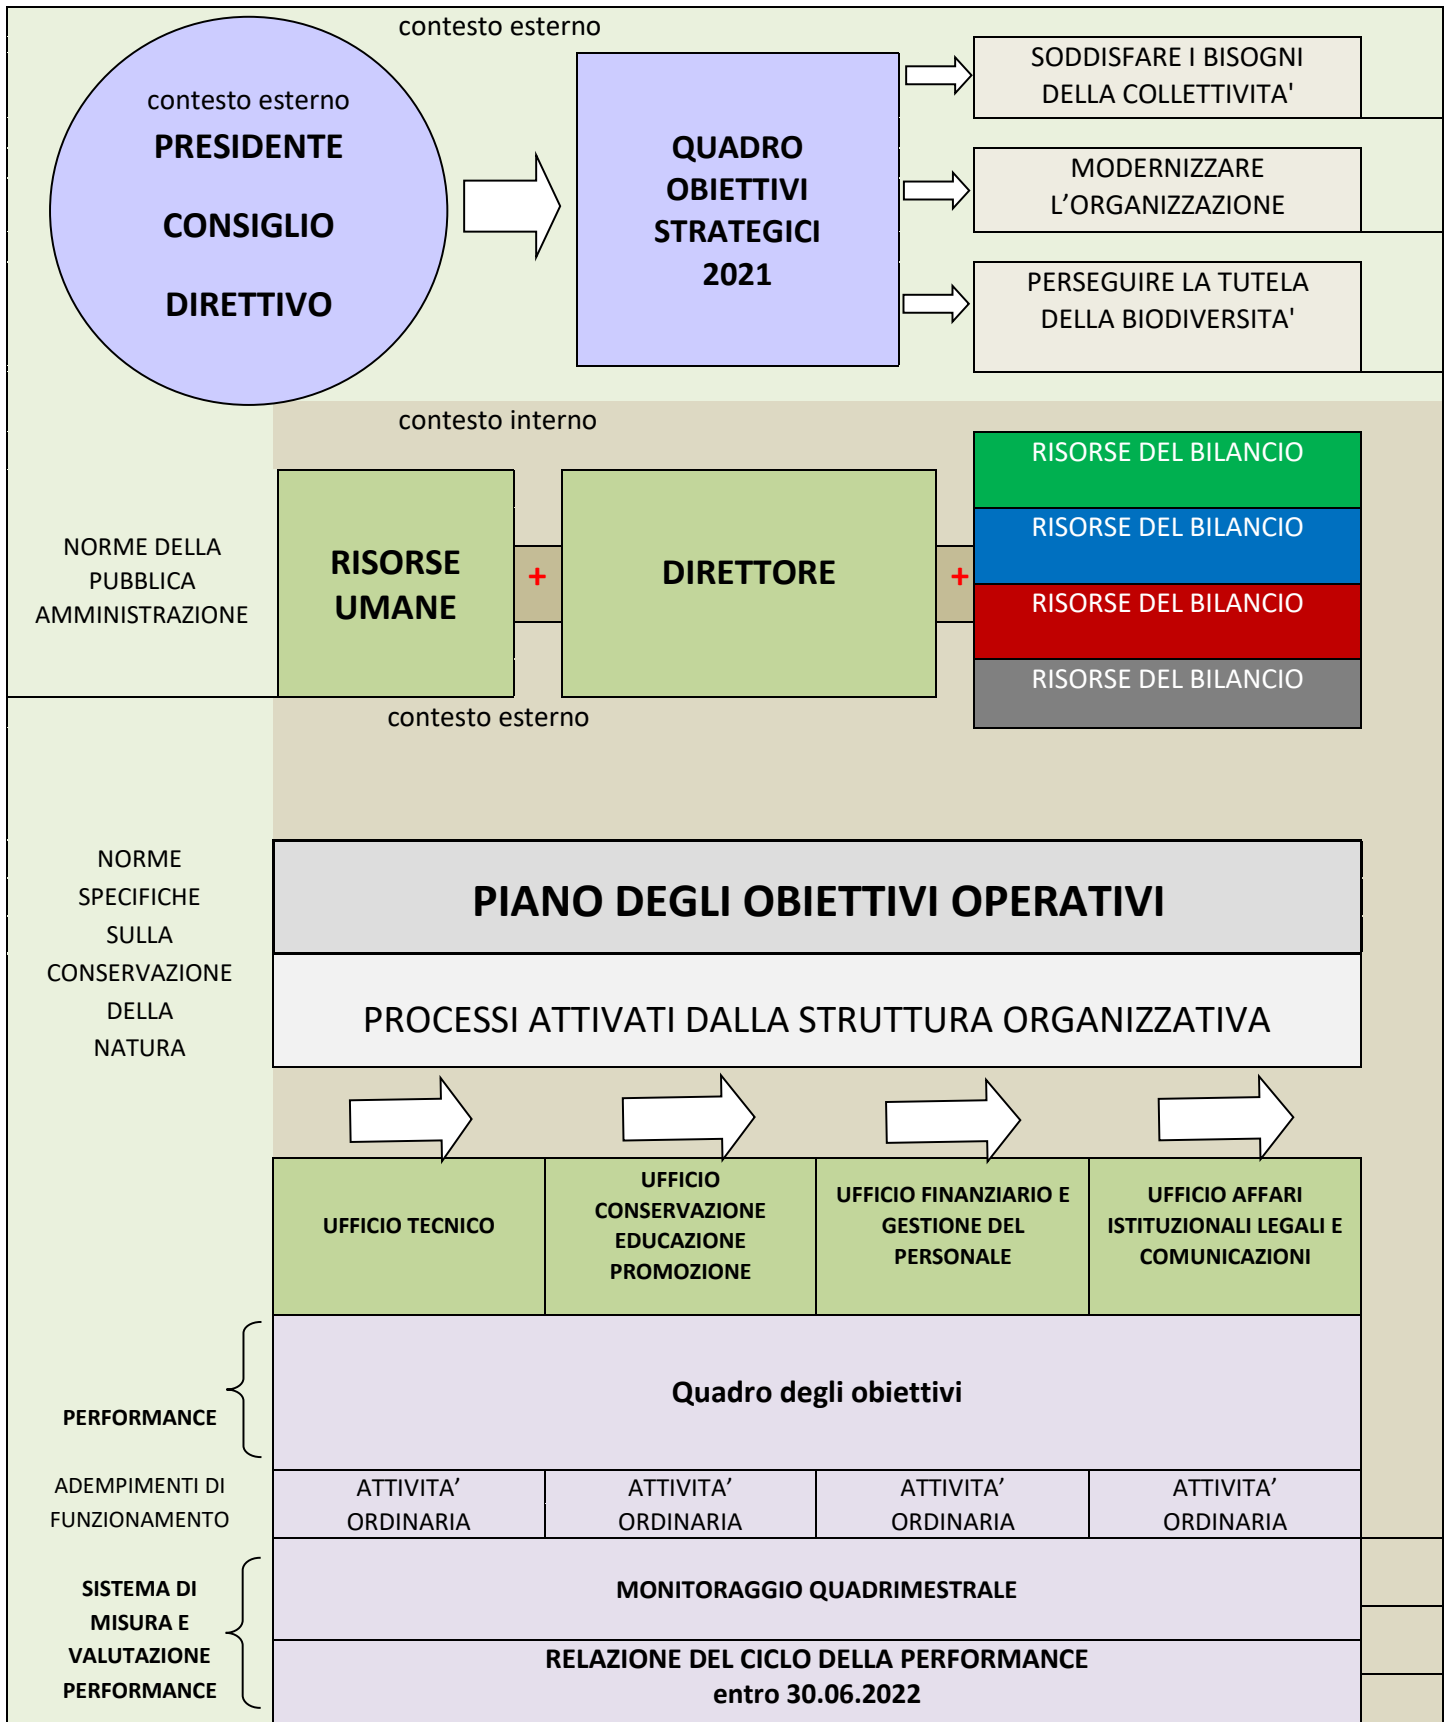 contesto esterno
contesto esterno
PRESIDENTE
CONSIGLIO
DIRETTIVO
QUADRO
OBIETTIVI
STRATEGICI
2021
SODDISFARE I BISOGNI
DELLA COLLETTIVITA'
MODERNIZZARE
L’ORGANIZZAZIONE
PERSEGUIRE LA TUTELA
DELLA BIODIVERSITA'
contesto interno
NORME DELLA
PUBBLICA
AMMINISTRAZIONE
RISORSE
UMANE
+
DIRETTORE
+
RISORSE DEL BILANCIO
RISORSE DEL BILANCIO
RISORSE DEL BILANCIO
RISORSE DEL BILANCIO
contesto esterno
NORME
SPECIFICHE
SULLA
CONSERVAZIONE
DELLA
NATURA
PIANO DEGLI OBIETTIVI OPERATIVI
PROCESSI ATTIVATI DALLA STRUTTURA ORGANIZZATIVA
UFFICIO TECNICO
UFFICIO
CONSERVAZIONE
EDUCAZIONE
PROMOZIONE
UFFICIO FINANZIARIO E
GESTIONE DEL
PERSONALE
UFFICIO AFFARI
ISTITUZIONALI LEGALI E
COMUNICAZIONI
PERFORMANCE
Quadro degli obiettivi
ADEMPIMENTI DI
FUNZIONAMENTO
ATTIVITA’
ORDINARIA
ATTIVITA’
ORDINARIA
ATTIVITA’
ORDINARIA
ATTIVITA’
ORDINARIA
SISTEMA DI
MISURA E
VALUTAZIONE
PERFORMANCE
MONITORAGGIO QUADRIMESTRALE
RELAZIONE DEL CICLO DELLA PERFORMANCE
entro 30.06.2022